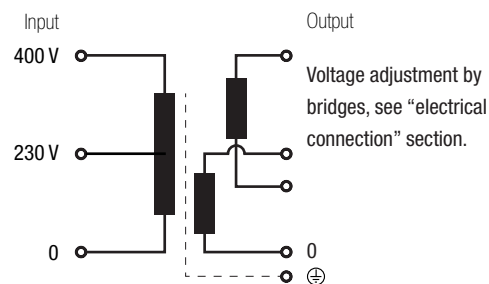 Input
Output
400 V
Voltage adjustment by
bridges, see “electrical
connection” section.
230 V
0
0